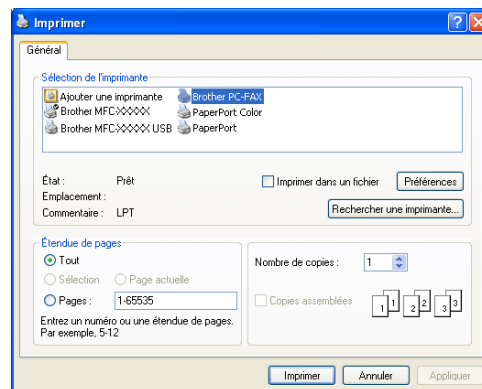 Imprimer
Général
Sélection de l'imprimante
Ajouter une imprimante
Brother PC-FAX
Brother MFC-XXXXX
PaperPort Color
Brother MFC-XXXXX USB
PaperPort
État : Prêt
Imprimer dans un fichier
Préférences
Emplacement :
Commentaire : LPT
Rechercher une imprimante...
Étendue de pages
Tout
Sélection
Page actuelle
Pages : 1-65535
Entrez un numéro ou une étendue de pages.
Par exemple, 5-12
Nombre de copies : 1
Copies assemblées
1 1 2 2 3 3
Imprimer
Annuler
Appliquer